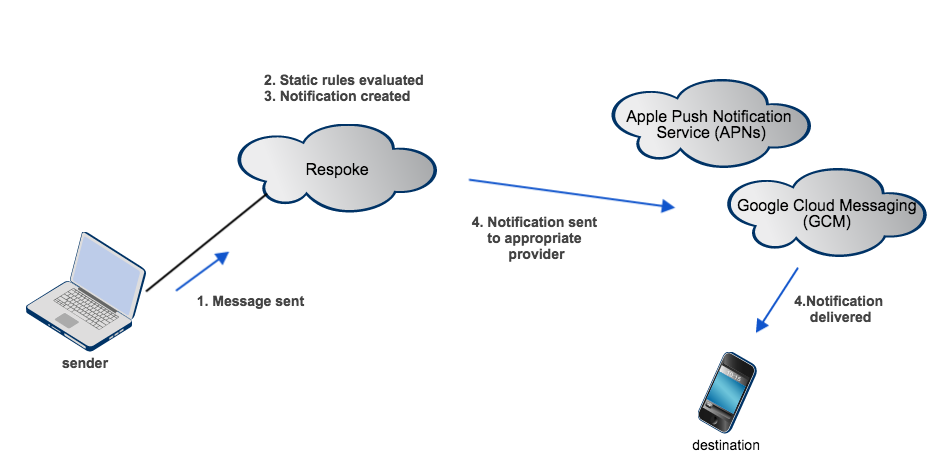 2. Static rules evaluated
3. Notification created
Apple Push Notification
Service (APNs)
Respoke
Google Cloud Messaging
(GCM)
4. Notification sent
to appropriate
provider
1. Message sent
4.Notification
delivered
sender
destination